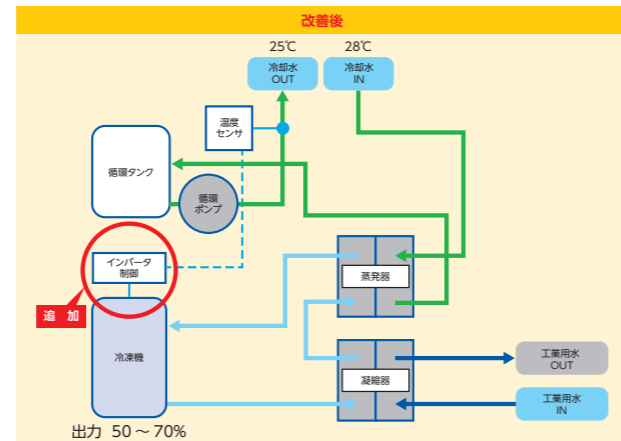 改善後
25℃
28℃
冷却水
OUT
冷却水
IN
温度
センサ
循環タンク
循環
ポンプ
インバータ
制御
蒸発器
追 加
冷凍機
凝縮器
工業用水
OUT
工業用水
IN
出力 50 ～ 70%